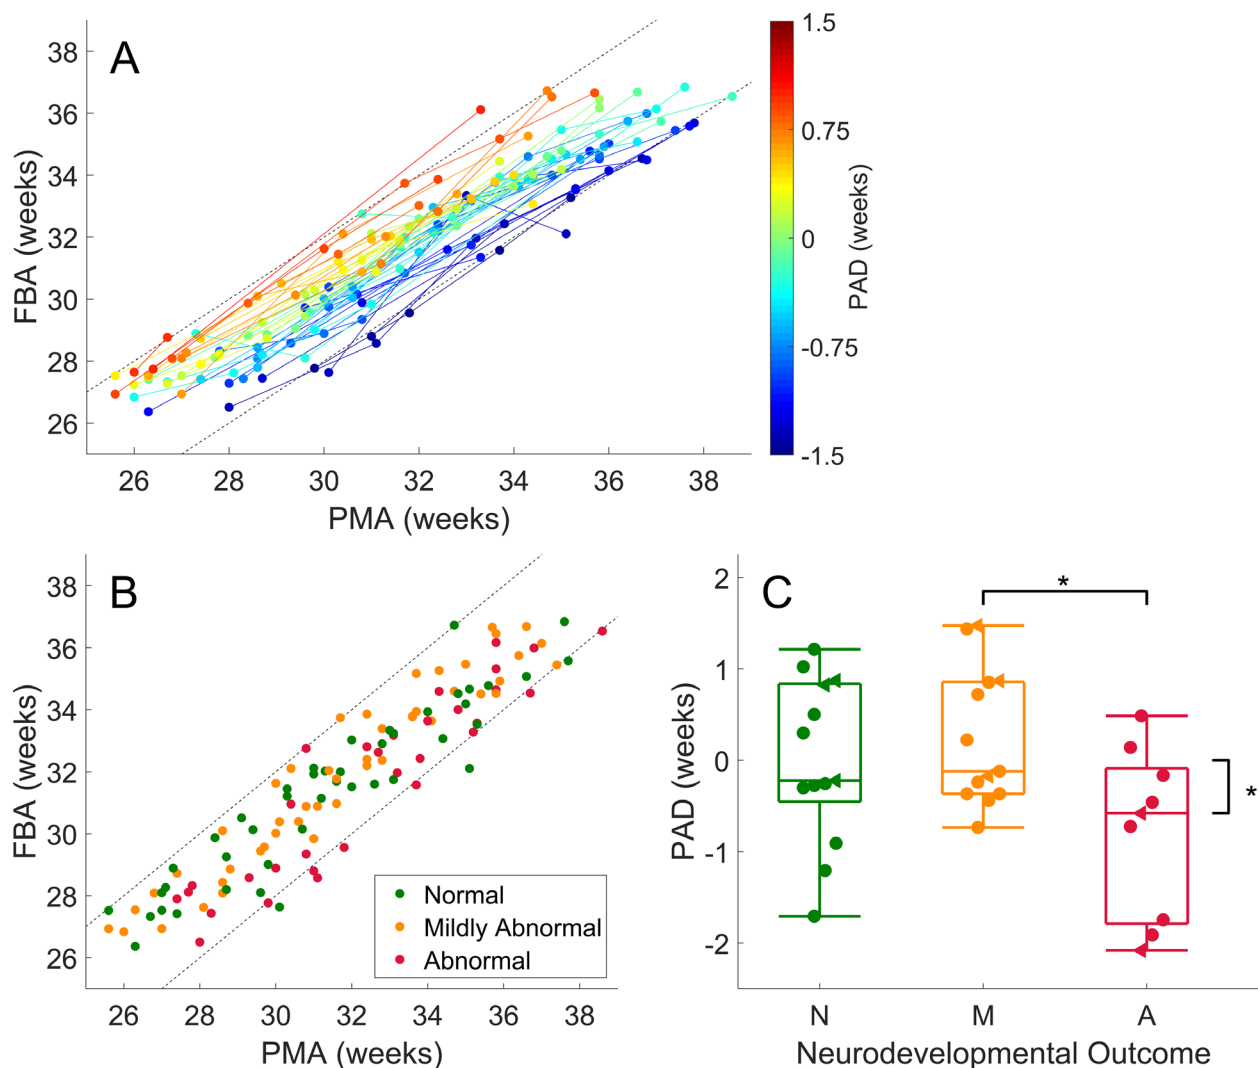 A
38
36
34
32
30
28
26
FBA (weeks)
26 28 30 32 34 36 38
PMA (weeks)
1.5
0.75
0
-0.75
-1.5
PAD (weeks)
B
38
36
34
32
30
28
26
FBA (weeks)
Normal
Mildly Abnormal
Abnormal
26 28 30 32 34 36 38
PMA (weeks)
C
2
1
0
-1
-2
PAD (weeks)
*
*
N M A
Neurodevelopmental Outcome